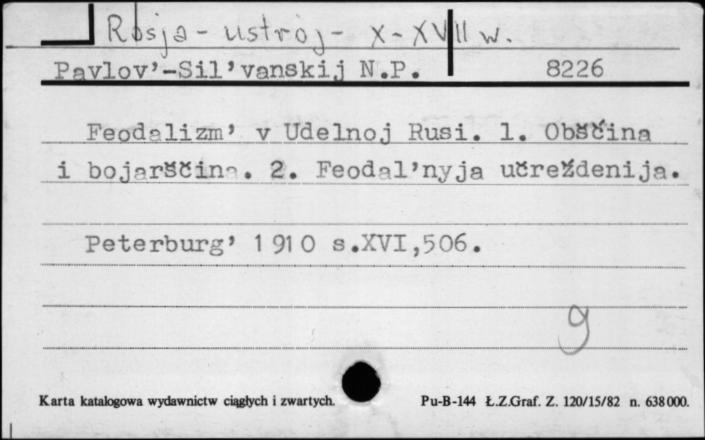 Rosja - ustrój - X-XVII w.
Pavlov’-Sil’vanskij N.P. 8226
Feodalizm’ v Udelnoj Rusi. 1. Obščina
i bojarščina. 2. Feodal’nyja učreždenija.
Peterburg’ 1910 s.XVI,506.
9
Karta katalogowa wydawnictw ciągłych i zwartych. Pu-B-144 Ł.Z.Graf. Z. 120/15/82 n. 638000.